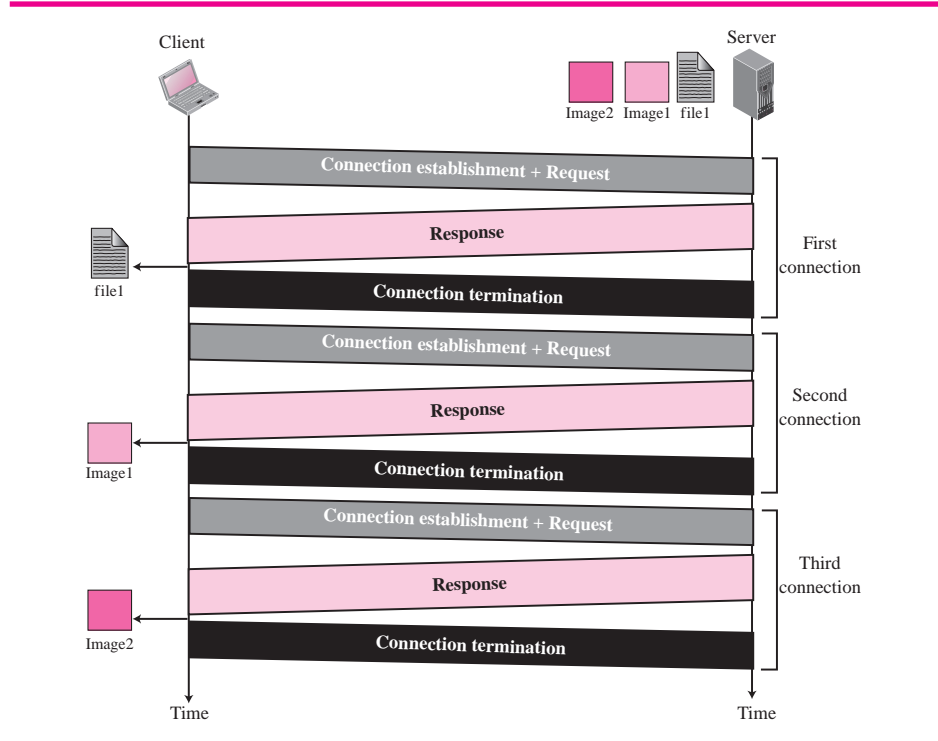 Client
Server
Image2
Image1
file1
Connection establishment + Request
Response
First
connection
file1
Connection termination
Connection establishment + Request
Response
Second
connection
Image1
Connection termination
Connection establishment + Request
Response
Third
connection
Image2
Connection termination
Time
Time